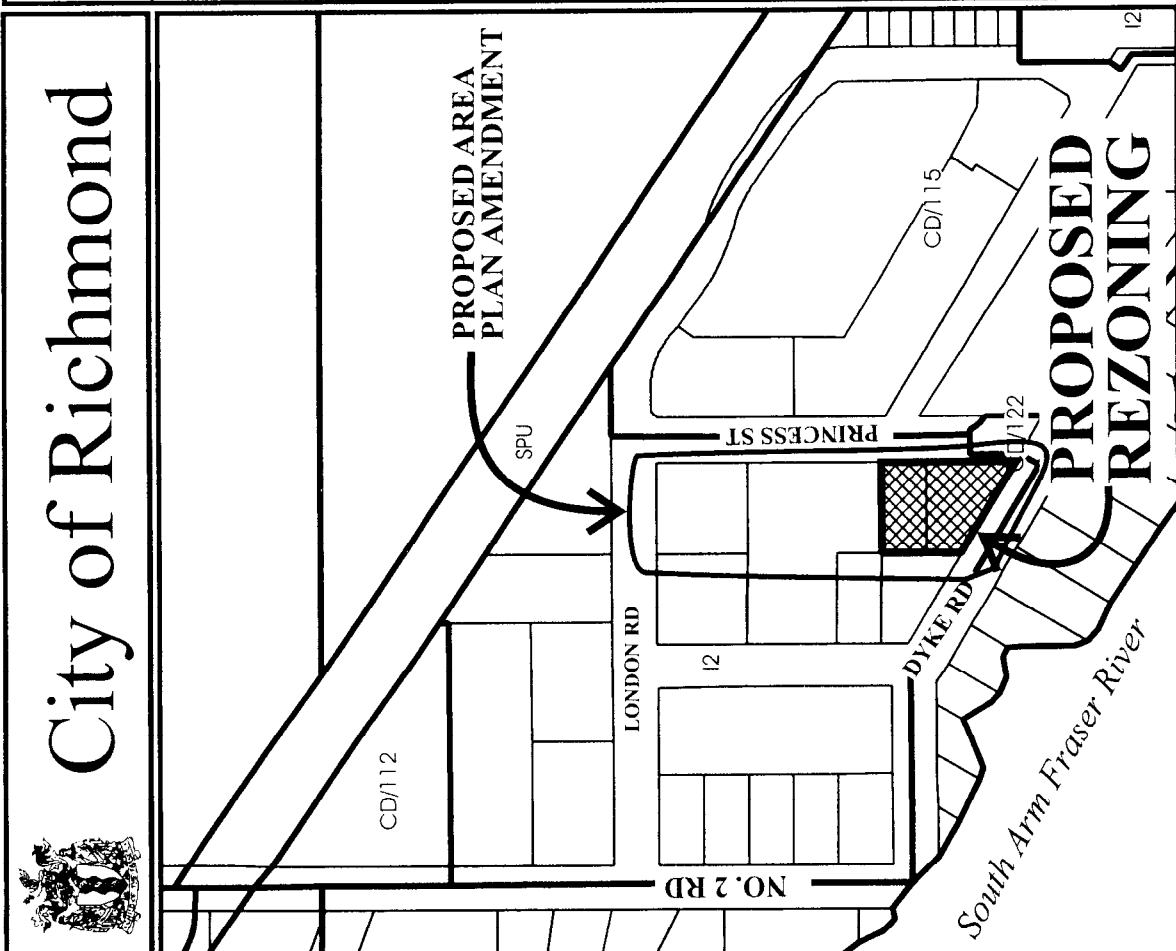 City of Richmond
PROPOSED AREA
PLAN AMENDMENT
SPU
CD/112
CD/115
PRINCESS ST
LONDON RD
I2
CD/122
DYKE RD
NO. 2 RD
PROPOSED
REZONING
South Arm Fraser River
I2